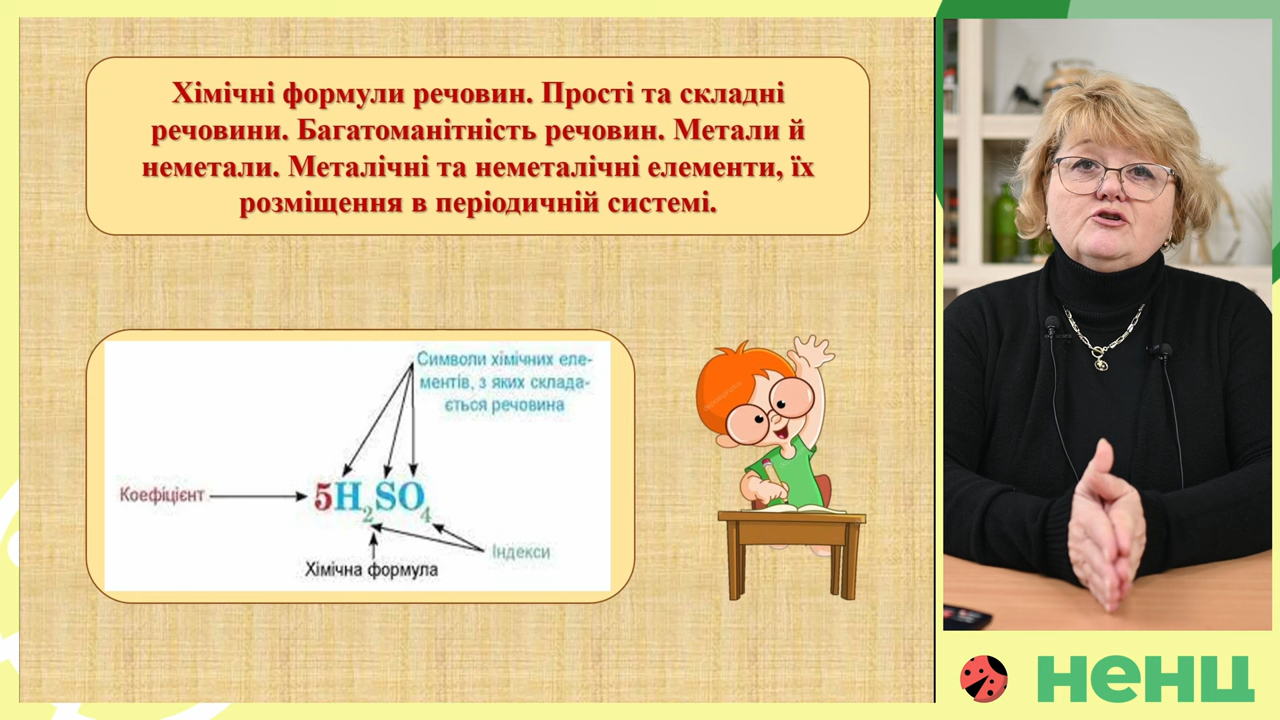 Хімічні формули речовин. Прості та складні
речовини. Багатоманітність речовин. Метали й
неметали. Металічні та неметалічні елементи, їх
розміщення в періодичній системі.
Символи хімічних еле-
ментів, з яких склада-
ється речовина
Коефіцієнт
5H₂SO₄
Індекси
Хімічна формула
ненц